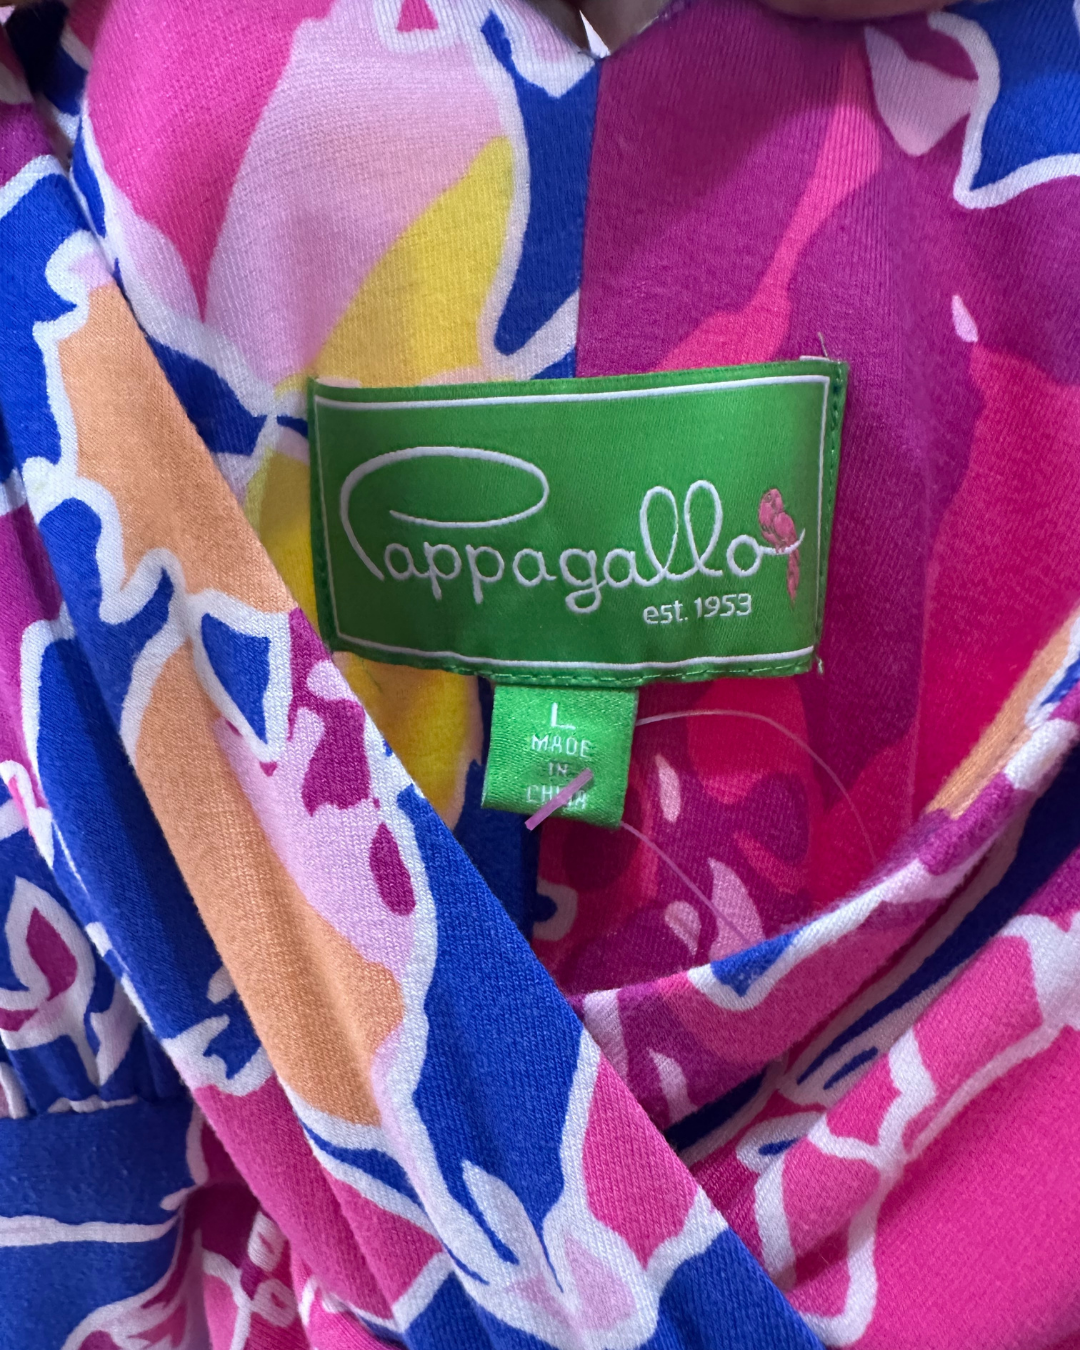 Pappagallo
est. 1953
L
MADE
IN
CHINA